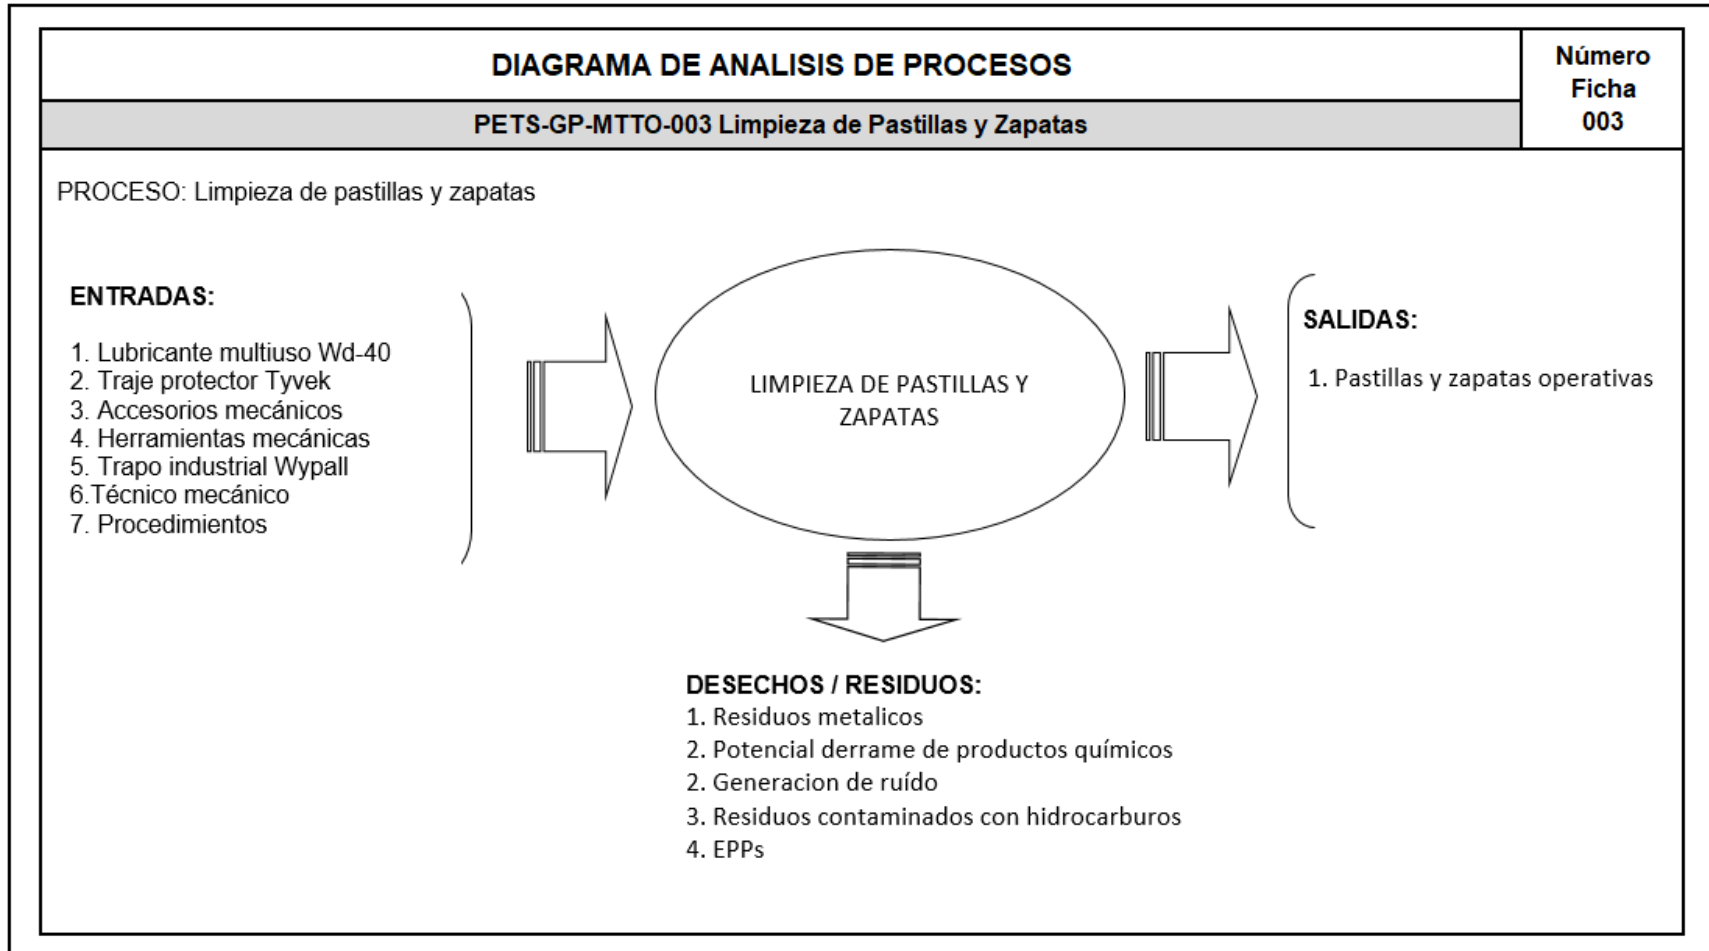 DIAGRAMA DE ANALISIS DE PROCESOS
Número
Ficha
003
PETS-GP-MTTO-003 Limpieza de Pastillas y Zapatas
PROCESO: Limpieza de pastillas y zapatas
ENTRADAS:
1. Lubricante multiuso Wd-40
2. Traje protector Tyvek
3. Accesorios mecánicos
4. Herramientas mecánicas
5. Trapo industrial Wypall
6.Técnico mecánico
7. Procedimientos
LIMPIEZA DE PASTILLAS Y
ZAPATAS
SALIDAS:
1. Pastillas y zapatas operativas
DESECHOS / RESIDUOS:
1. Residuos metalicos
2. Potencial derrame de productos químicos
2. Generacion de ruído
3. Residuos contaminados con hidrocarburos
4. EPPs